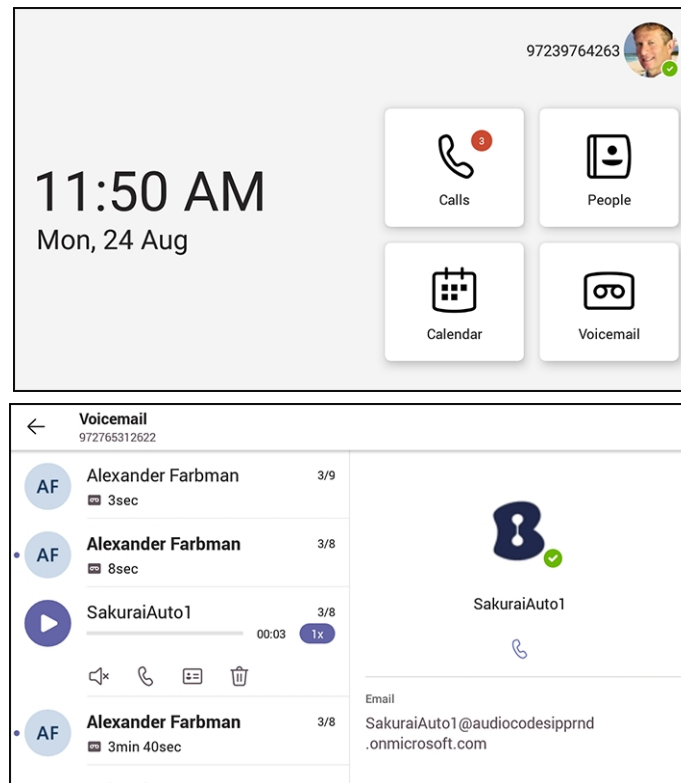 97239764263
3
11:50 AM
Mon, 24 Aug
Calls
People
Calendar
Voicemail
Voicemail
972765312622
AF
Alexander Farbman
3/9
3sec
AF
Alexander Farbman
3/8
8sec
SakuraiAuto1
3/8
00:03
1x
AF
Alexander Farbman
3/8
3min 40sec
SakuraiAuto1
Email
SakuraiAuto1@audiocodesipprnd
.onmicrosoft.com